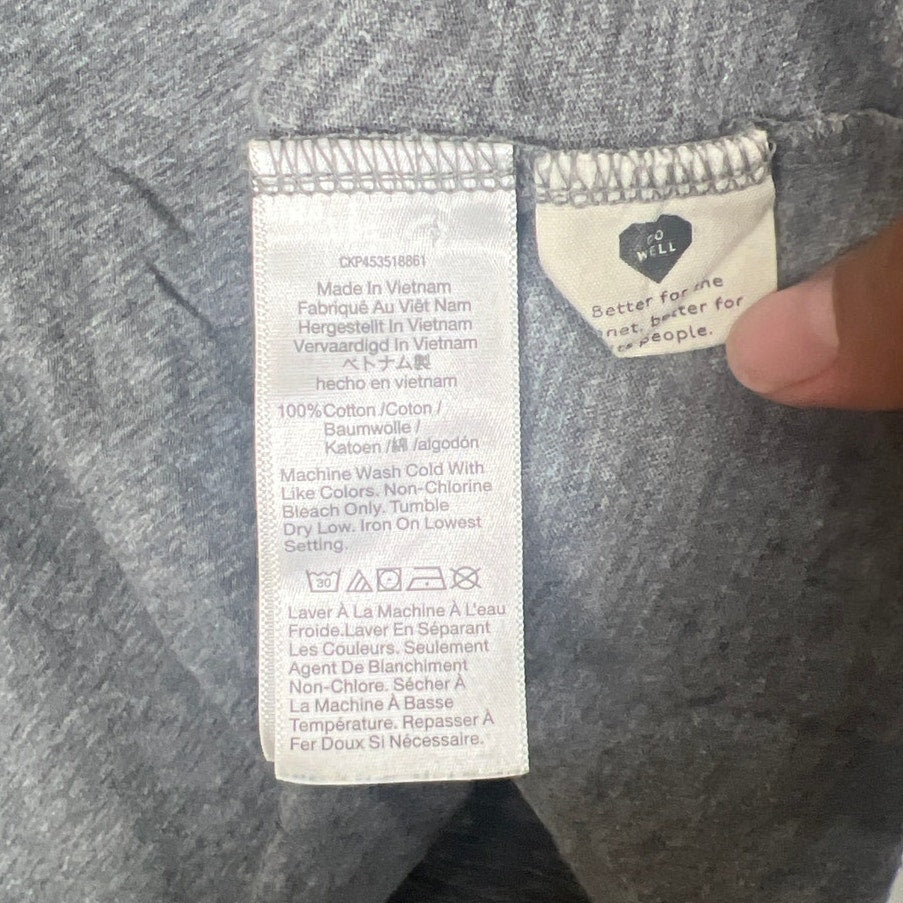 CKP453518861
Made In Vietnam
Fabriqué Au Viêt Nam
Hergestellt In Vietnam
Vervaardigd In Vietnam
ベトナム製
hecho en vietnam
100%Cotton /Coton /
Baumwolle /
Katoen /綿 /algodón
Machine Wash Cold With
Like Colors. Non-Chlorine
Bleach Only. Tumble
Dry Low. Iron On Lowest
Setting.
30
Laver À La Machine À L'eau
Froide.Laver En Séparant
Les Couleurs. Seulement
Agent De Blanchiment
Non-Chlore. Sécher À
La Machine À Basse
Température. Repasser À
Fer Doux Si Nécessaire.
DO
WELL
Better for the
net, better for
people.